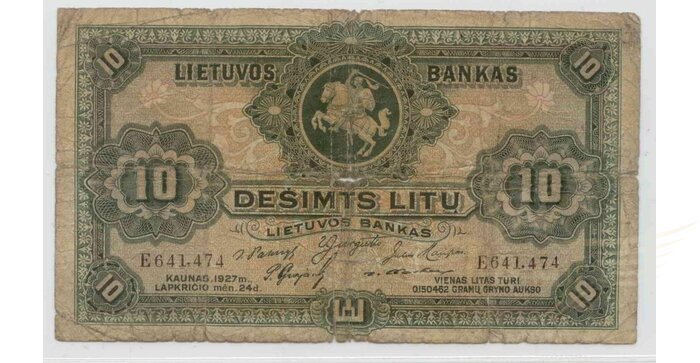 10 10
LIETUVOS BANKAS
10 10
DEŠIMTS LITŲ
LIETUVOS BANKAS
E641.474 E641.474
KAUNAS, 1927m.
LAPKRIČIO mėn. 24d.
VIENAS LITAS TURI
0,150462 GRAMŲ GRYNO AUKSO
10 10